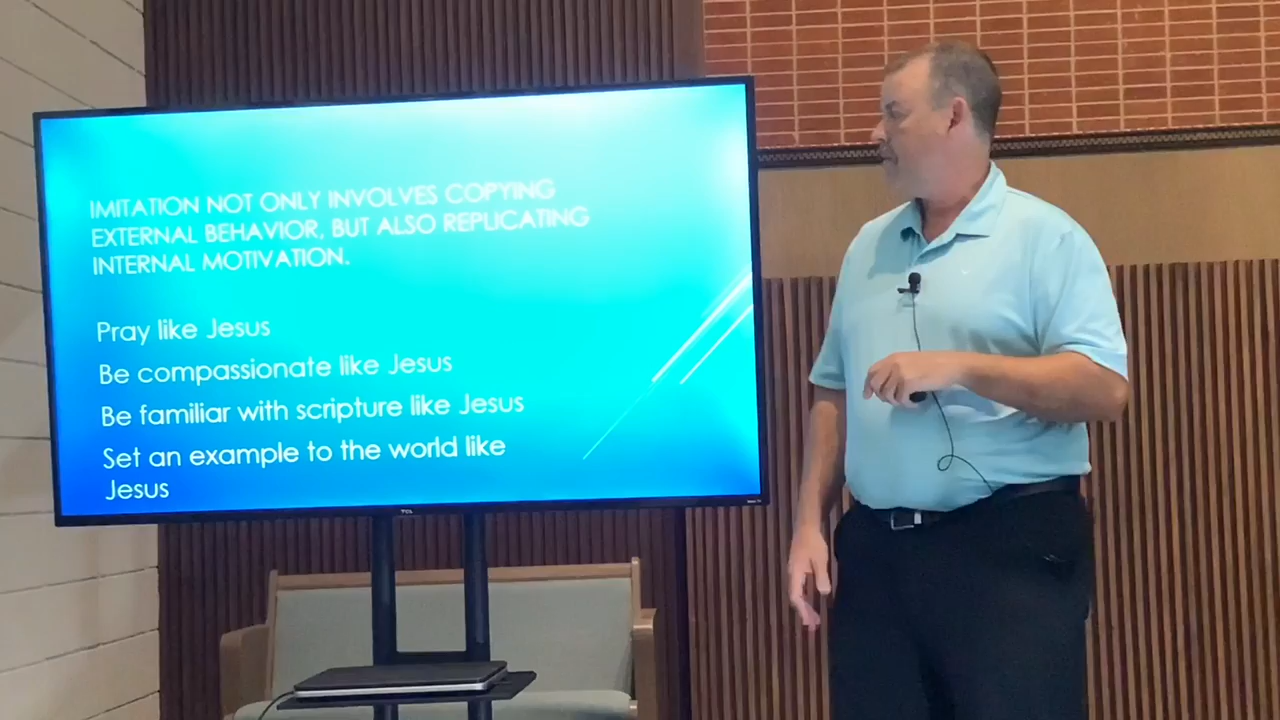 IMITATION NOT ONLY INVOLVES COPYING
EXTERNAL BEHAVIOR, BUT ALSO REPLICATING
INTERNAL MOTIVATION.
Pray like Jesus
Be compassionate like Jesus
Be familiar with scripture like Jesus
Set an example to the world like
Jesus
TCL